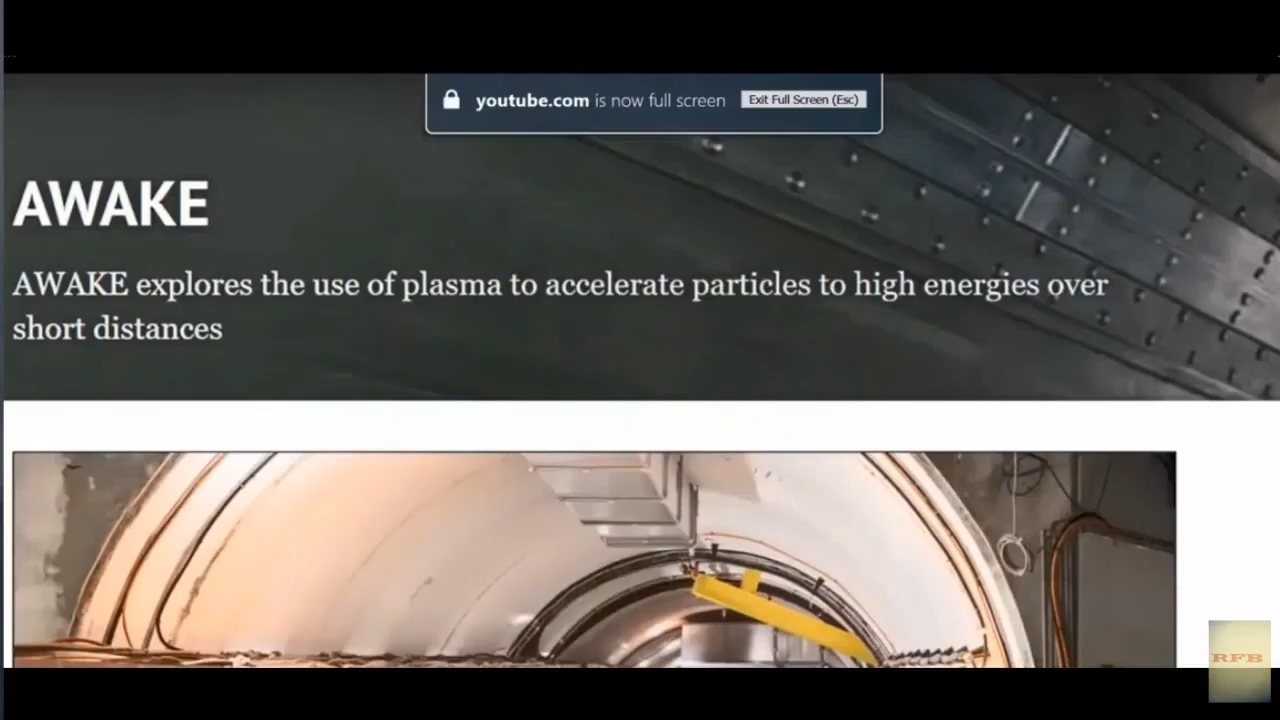 youtube.com is now full screen Exit Full Screen (Esc)
AWAKE
AWAKE explores the use of plasma to accelerate particles to high energies over
short distances
RFB